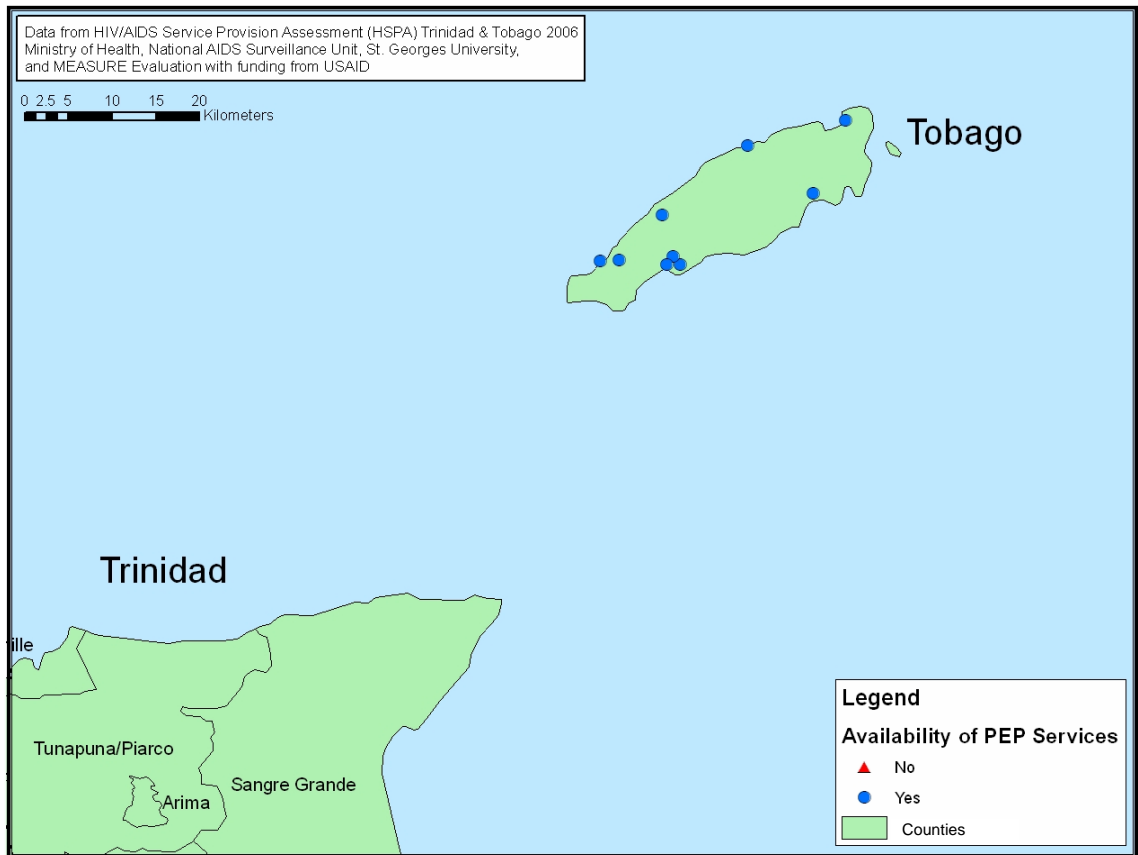 Data from HIV/AIDS Service Provision Assessment (HSPA) Trinidad & Tobago 2006
Ministry of Health, National AIDS Surveillance Unit, St. Georges University,
and MEASURE Evaluation with funding from USAID
0 2.5 5 10 15 20
Kilometers
Tobago
Trinidad
ille
Tunapuna/Piarco
Sangre Grande
Arima
Legend
Availability of PEP Services
No
Yes
Counties